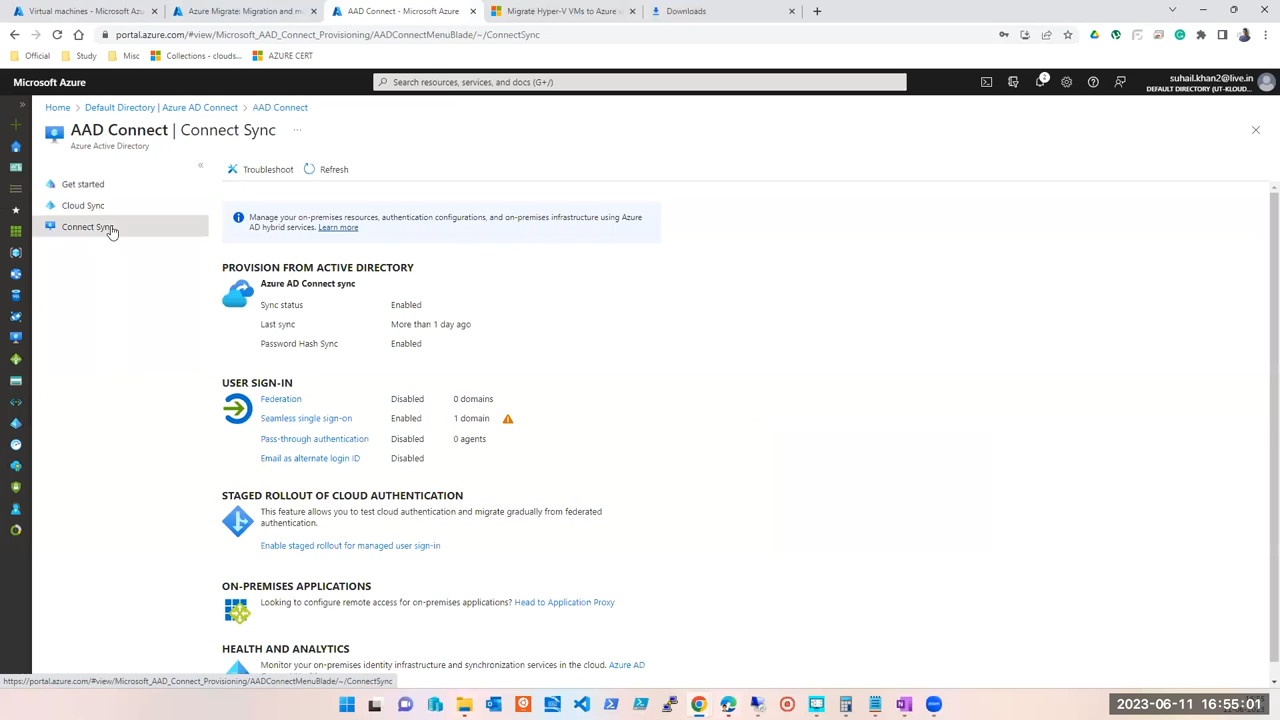 Virtual machines - Microsoft Azu
Azure Migrate: Migration and mo
AAD Connect - Microsoft Azure
Migrate Hyper-V VMs to Azure w
Downloads
portal.azure.com/#view/Microsoft_AAD_Connect_Provisioning/AADConnectMenuBlade/~/ConnectSync
Official
Study
Misc
Collections - clouds...
AZURE CERT
Microsoft Azure
Search resources, services, and docs (G+/)
2
suhail.khan2@live.in
DEFAULT DIRECTORY (UT-KLOUD...
Home > Default Directory | Azure AD Connect > AAD Connect
AAD Connect | Connect Sync ...
Azure Active Directory
Get started
Cloud Sync
Connect Sync
Troubleshoot
Refresh
Manage your on-premises resources, authentication configurations, and on-premises infrastructure using Azure
AD hybrid services. Learn more
PROVISION FROM ACTIVE DIRECTORY
Azure AD Connect sync
Sync status Enabled
Last sync More than 1 day ago
Password Hash Sync Enabled
USER SIGN-IN
Federation Disabled 0 domains
Seamless single sign-on Enabled 1 domain
Pass-through authentication Disabled 0 agents
Email as alternate login ID Disabled
STAGED ROLLOUT OF CLOUD AUTHENTICATION
This feature allows you to test cloud authentication and migrate gradually from federated
authentication.
Enable staged rollout for managed user sign-in
ON-PREMISES APPLICATIONS
Looking to configure remote access for on-premises applications? Head to Application Proxy
HEALTH AND ANALYTICS
Monitor your on-premises identity infrastructure and synchronization services in the cloud. Azure AD
https://portal.azure.com/#view/Microsoft_AAD_Connect_Provisioning/AADConnectMenuBlade/~/ConnectSync
2023-06-11 16:55:01